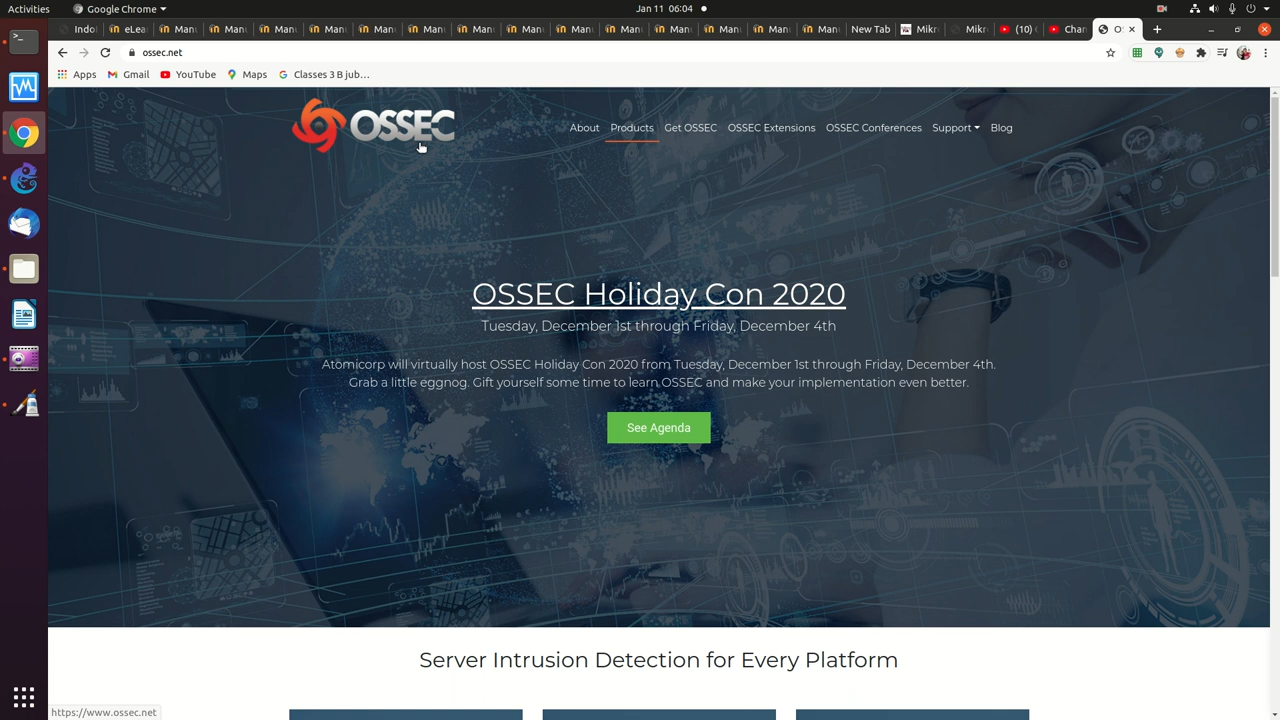 Activities
Google Chrome
Jan 11 06:04
Indo
eLea
Man
Man
Man
Man
Man
Man
Man
Man
Man
Man
Man
Man
Man
Man
New Tab
Mikr
Mikr
(10)
Chan
O
ossec.net
Apps
Gmail
YouTube
Maps
Classes 3 B jub…
OSSEC
About
Products
Get OSSEC
OSSEC Extensions
OSSEC Conferences
Support
Blog
OSSEC Holiday Con 2020
Tuesday, December 1st through Friday, December 4th
Atomicorp will virtually host OSSEC Holiday Con 2020 from Tuesday, December 1st through Friday, December 4th.
Grab a little eggnog. Gift yourself some time to learn OSSEC and make your implementation even better.
See Agenda
Server Intrusion Detection for Every Platform
https://www.ossec.net